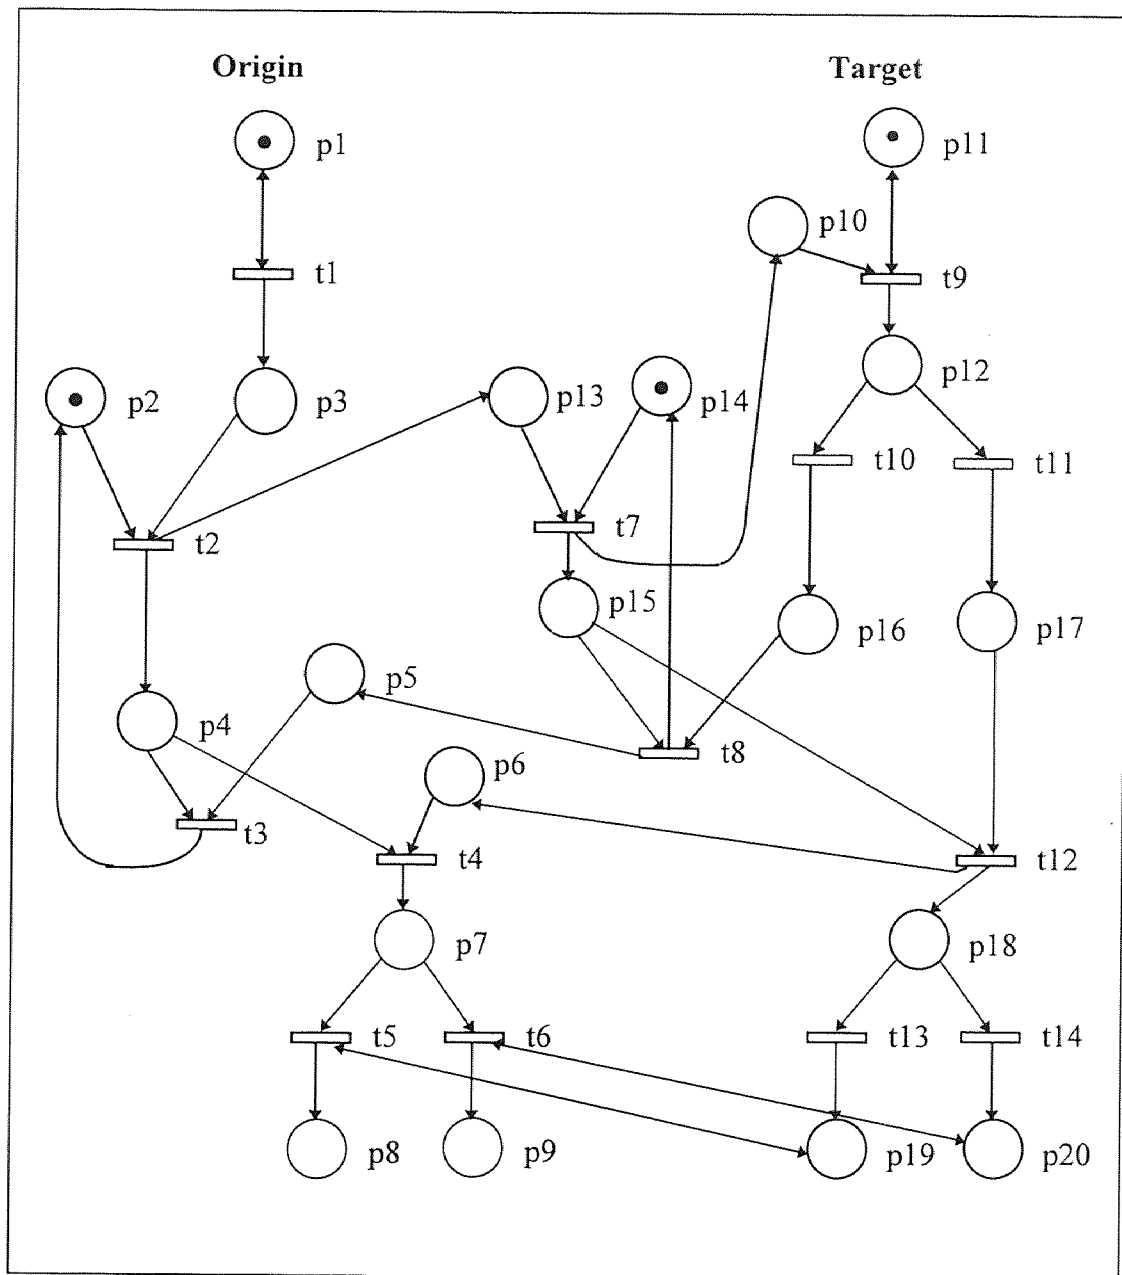 Origin Target
p1 p11
p10
t1 t9
p12
p2 p3 p13 p14
t10 t11
t2 t7
p15 p16 p17
p5
p4 t8
p6
t3 t4 t12
p7 p18
t5 t6 t13 t14
p8 p9 p19 p20